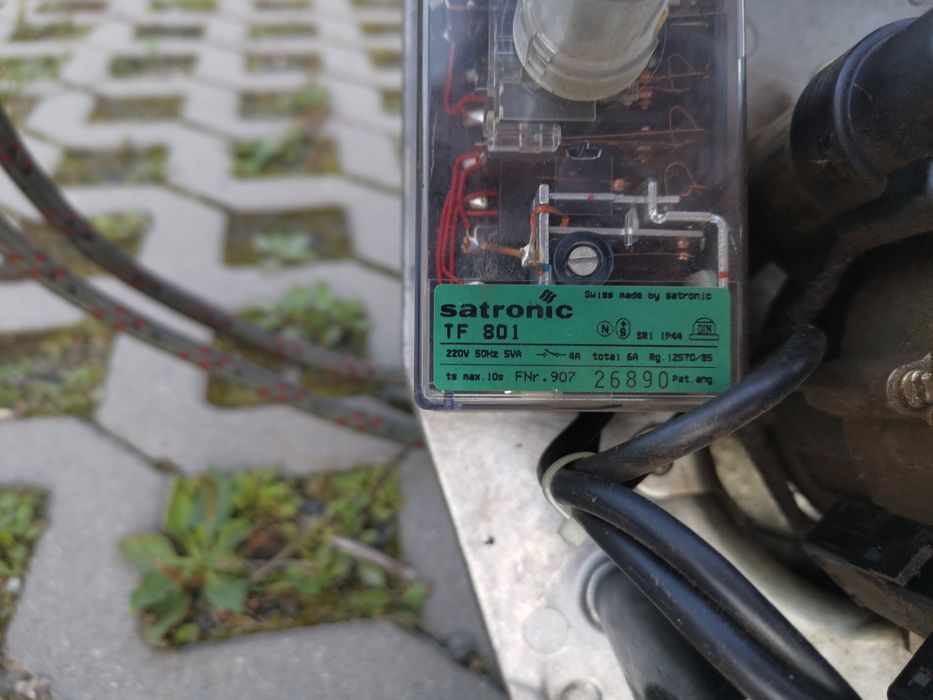 satronic Swiss made by satronic
TF 801 N S DIN
SR1 IP44
220V 50Hz 5VA 4A total 6A Rg. 12570/85
ts max. 10s FNr. 907 26890 Pat. ang.